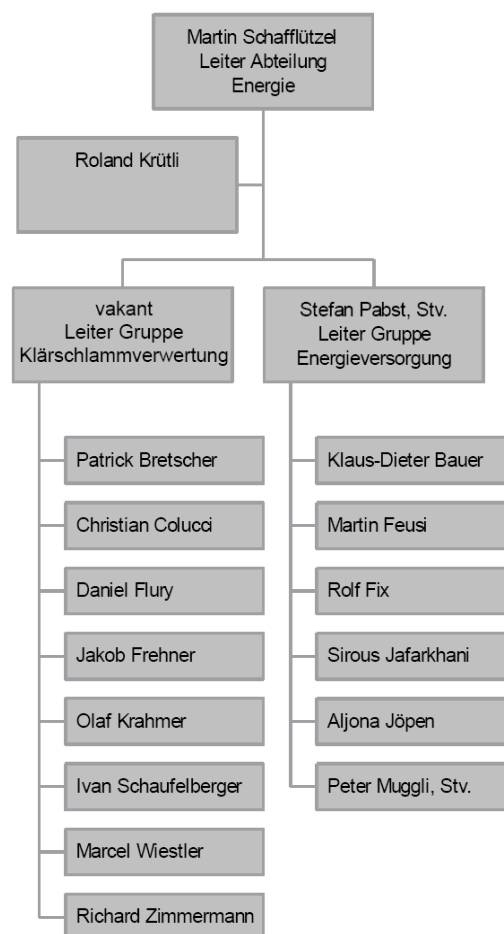 Martin Schafflützel
Leiter Abteilung
Energie
Roland Krütli
vakant
Leiter Gruppe
Klärschlammverwertung
Stefan Pabst, Stv.
Leiter Gruppe
Energieversorgung
Patrick Bretscher
Christian Colucci
Daniel Flury
Jakob Frehner
Olaf Krahmer
Ivan Schaufelberger
Marcel Wiestler
Richard Zimmermann
Klaus-Dieter Bauer
Martin Feusi
Rolf Fix
Sirous Jafarkhani
Aljona Jöpen
Peter Muggli, Stv.